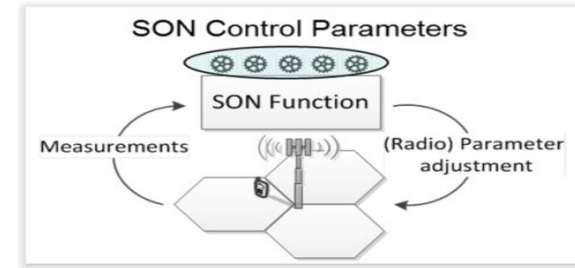 SON Control Parameters
SON Function
Measurements
(Radio) Parameter
adjustment